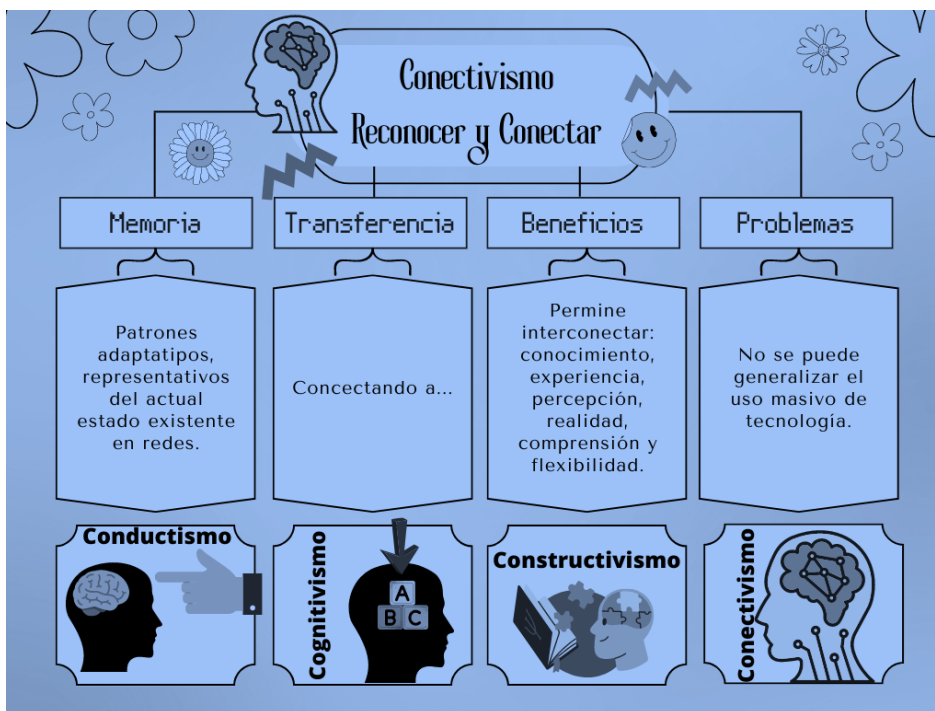 Conectivismo
Reconocer y Conectar
Memoria
Transferencia
Beneficios
Problemas
Patrones
adaptatipos,
representativos
del actual
estado existente
en redes.
Concectando a...
Permine
interconectar:
conocimiento,
experiencia,
percepción,
realidad,
comprensión y
flexibilidad.
No se puede
generalizar el
uso masivo de
tecnología.
Conductismo
Cognitivismo
A
B C
Constructivismo
Conectivismo